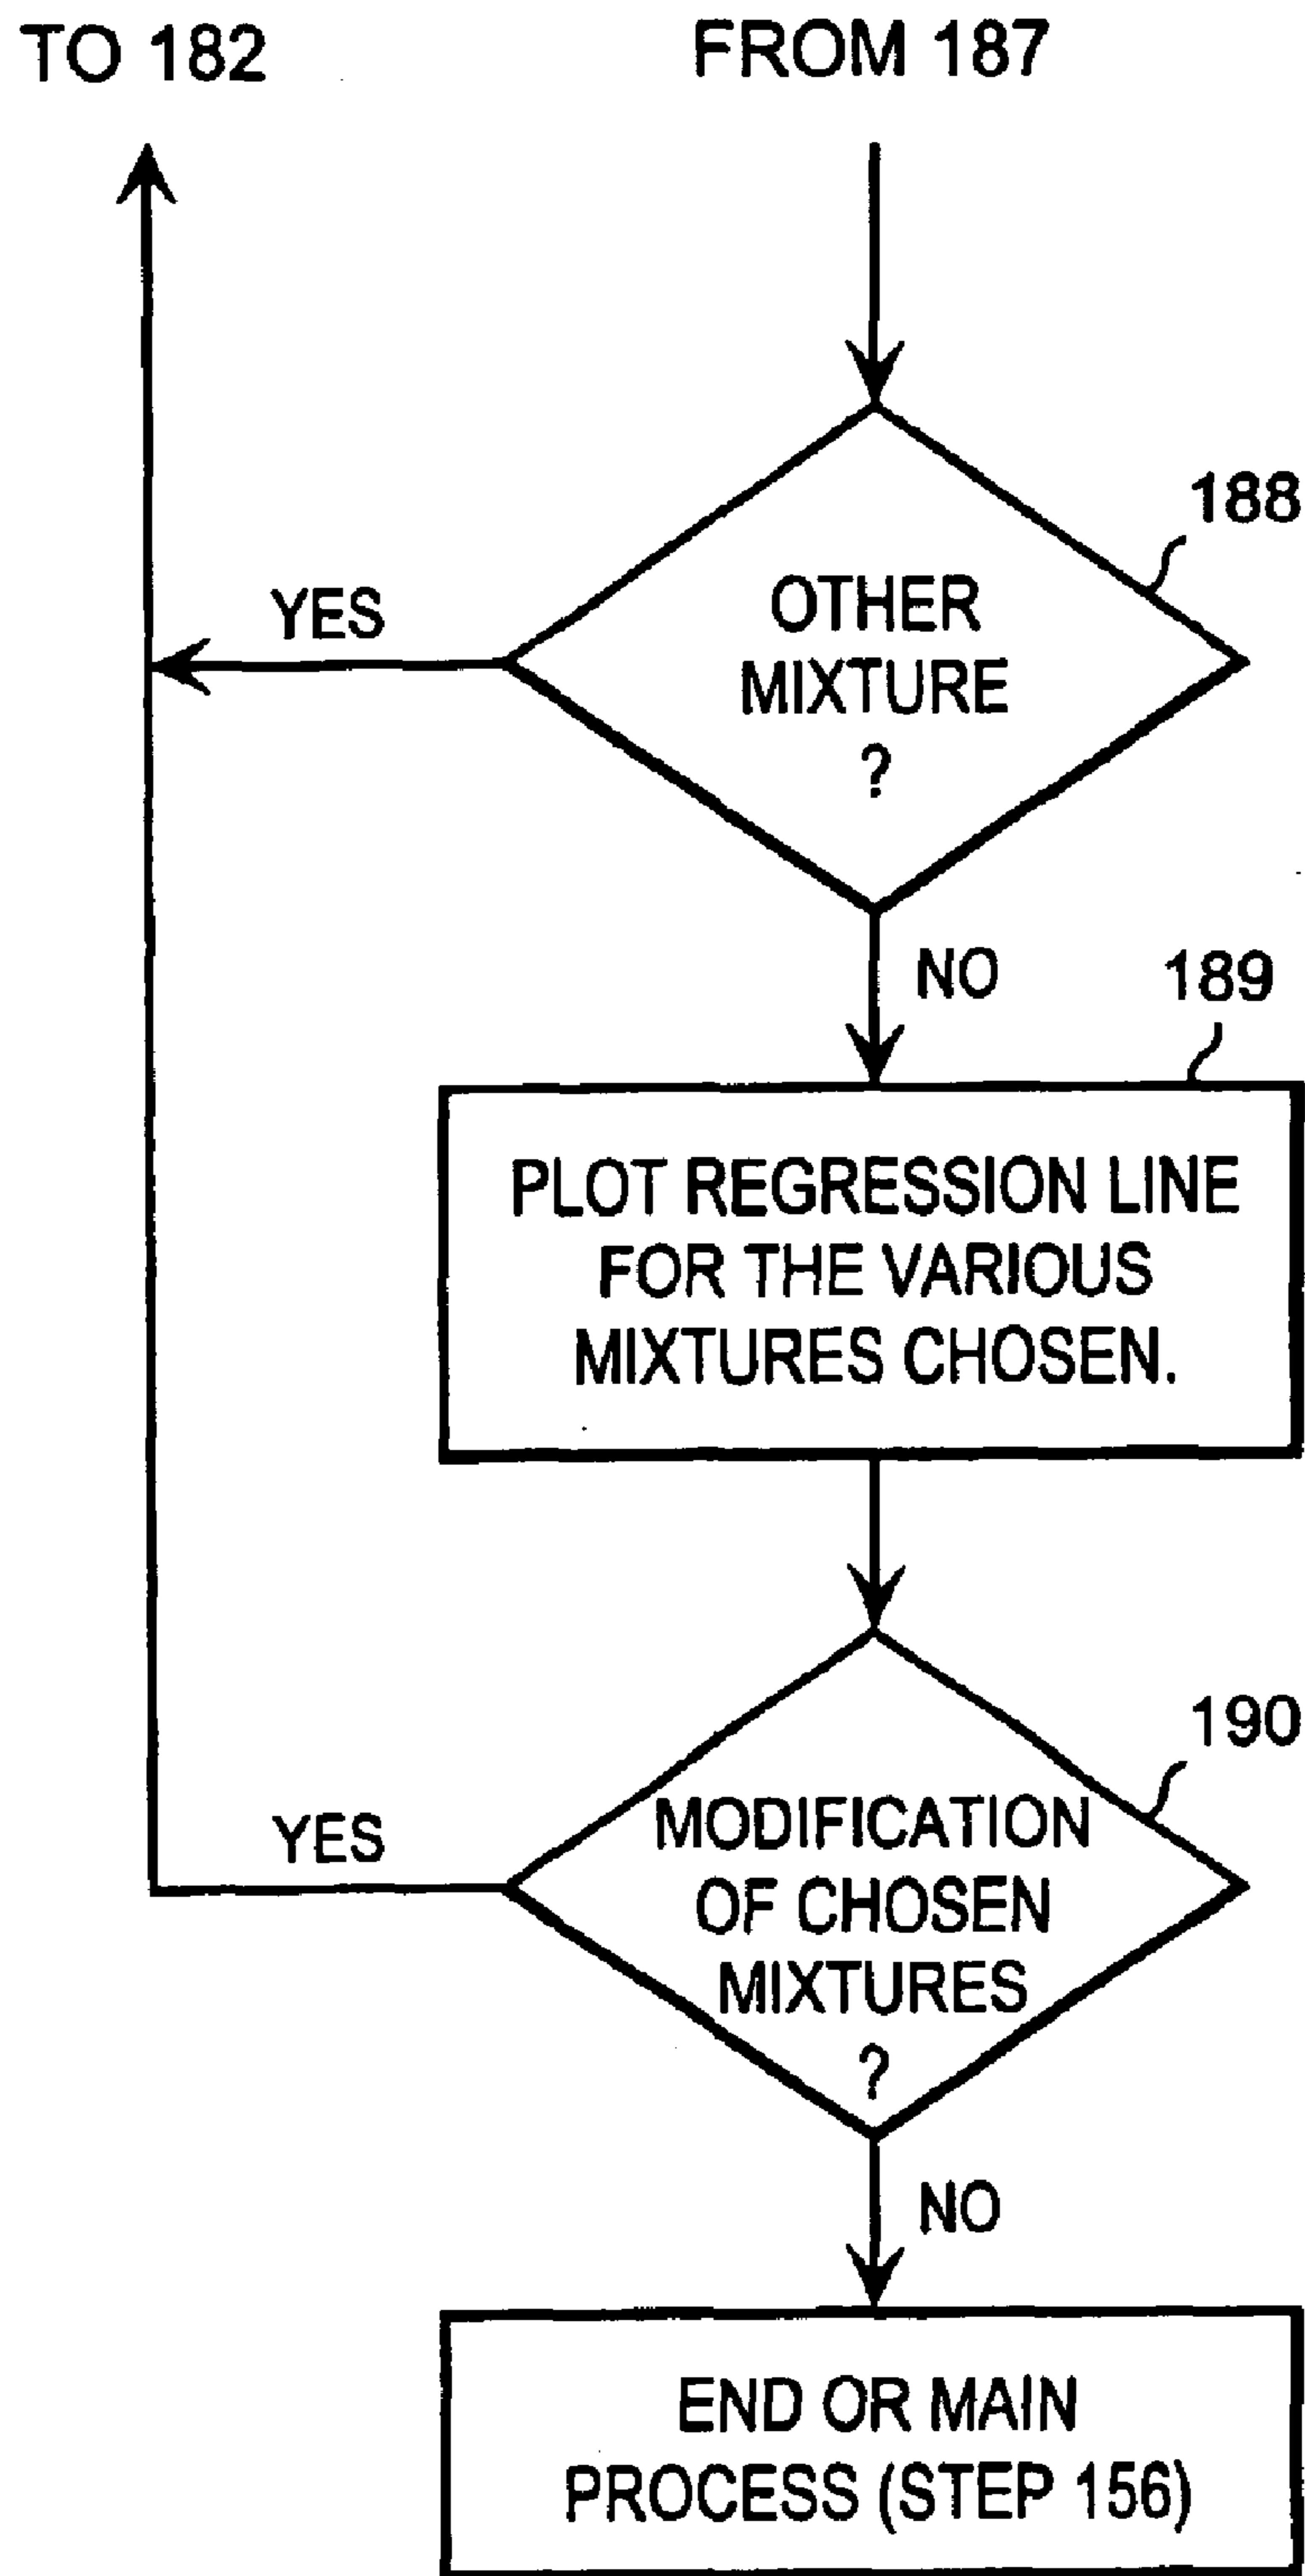 TO 182
FROM 187
188
OTHER
MIXTURE
?
YES
NO
189
PLOT REGRESSION LINE
FOR THE VARIOUS
MIXTURES CHOSEN.
190
MODIFICATION
OF CHOSEN
MIXTURES
?
YES
NO
END OR MAIN
PROCESS (STEP 156)